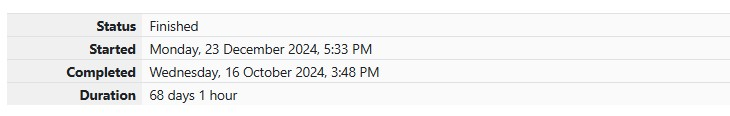 Status Finished
Started Monday, 23 December 2024, 5:33 PM
Completed Wednesday, 16 October 2024, 3:48 PM
Duration 68 days 1 hour